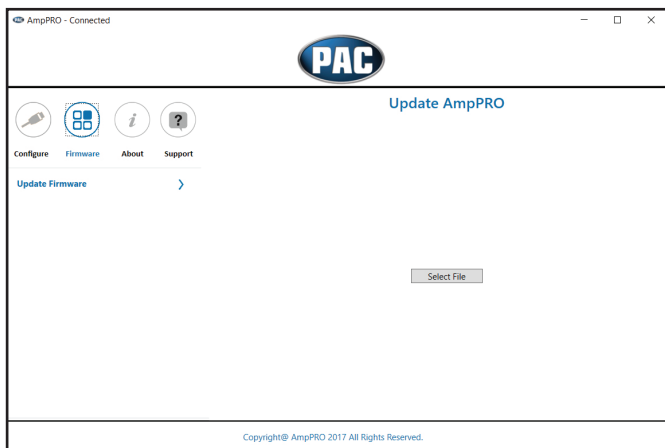 AmpPRO - Connected
PAC
Configure Firmware About Support
Update Firmware
Update AmpPRO
Select File
Copyright@ AmpPRO 2017 All Rights Reserved.